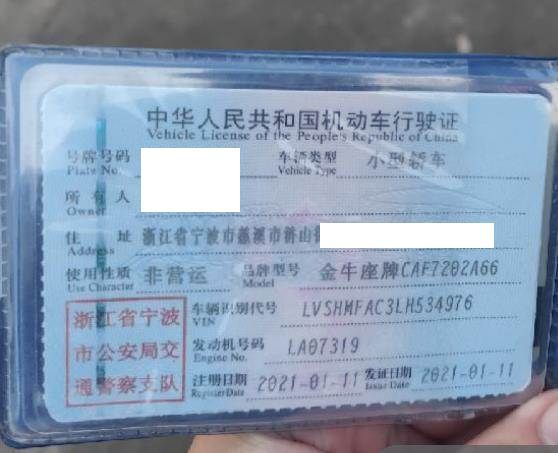 中华人民共和国机动车行驶证
Vehicle License of the People's Republic of China
号牌号码 车辆类型 小型轿车
Plate No. Vehicle Type
所有人
Owner
住址 浙江省宁波市慈溪市
Address
使用性质 非营运 品牌型号 金牛座牌CAF7202A66
Use Character Model
浙江省宁波 车辆识别代号 LVSHMFAC3LH534976
VIN
市公安局交 发动机号码 LA07319
Engine No.
通警察支队 注册日期 2021-01-11 发证日期 2021-01-11
Register Date Issue Date